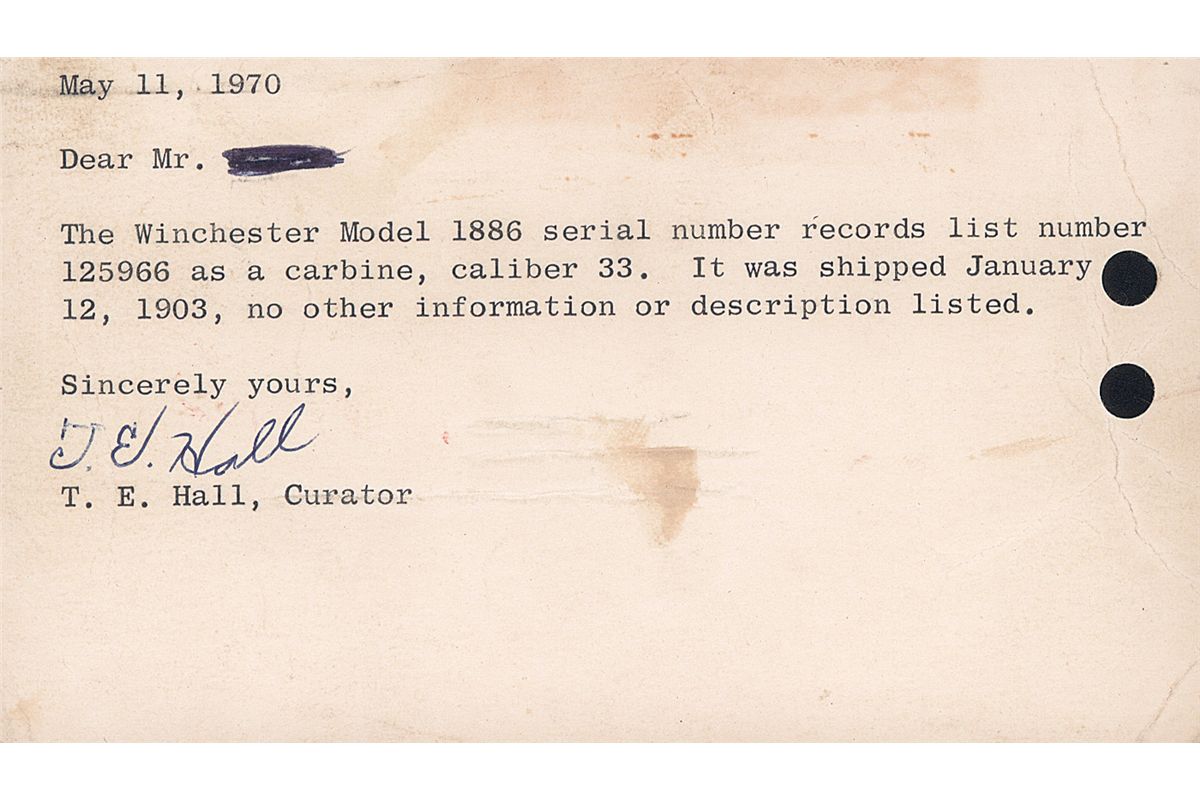 May 11, 1970
Dear Mr.
The Winchester Model 1886 serial number records list number
125966 as a carbine, caliber 33. It was shipped January
12, 1903, no other information or description listed.
Sincerely yours,
T. E. Hall
T. E. Hall, Curator